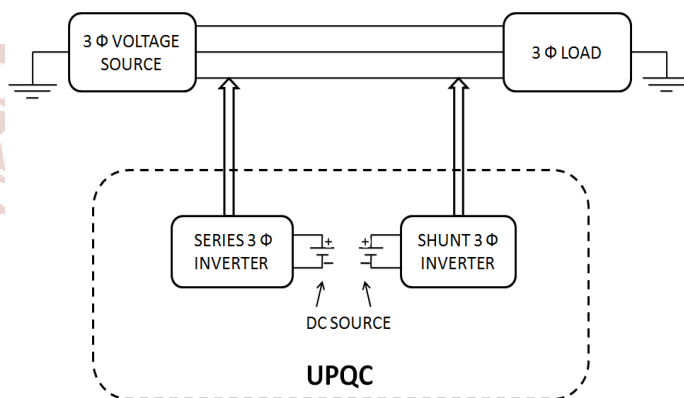 3 Φ VOLTAGE
SOURCE
3 Φ LOAD
SERIES 3 Φ
INVERTER
+
−
+
−
SHUNT 3 Φ
INVERTER
DC SOURCE
UPQC